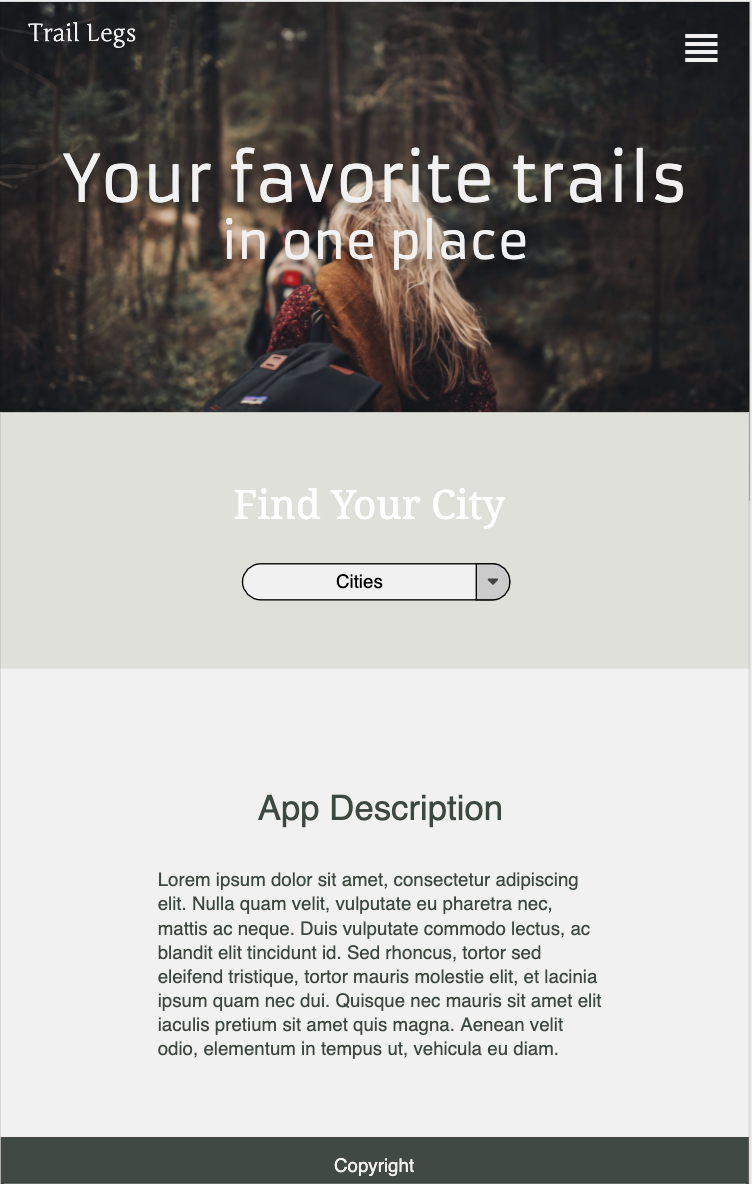 Trail Legs
Your favorite trails
in one place
Find Your City
Cities
App Description
Lorem ipsum dolor sit amet, consectetur adipiscing
elit. Nulla quam velit, vulputate eu pharetra nec,
mattis ac neque. Duis vulputate commodo lectus, ac
blandit elit tincidunt id. Sed rhoncus, tortor sed
eleifend tristique, tortor mauris molestie elit, et lacinia
ipsum quam nec dui. Quisque nec mauris sit amet elit
iaculis pretium sit amet quis magna. Aenean velit
odio, elementum in tempus ut, vehicula eu diam.
Copyright